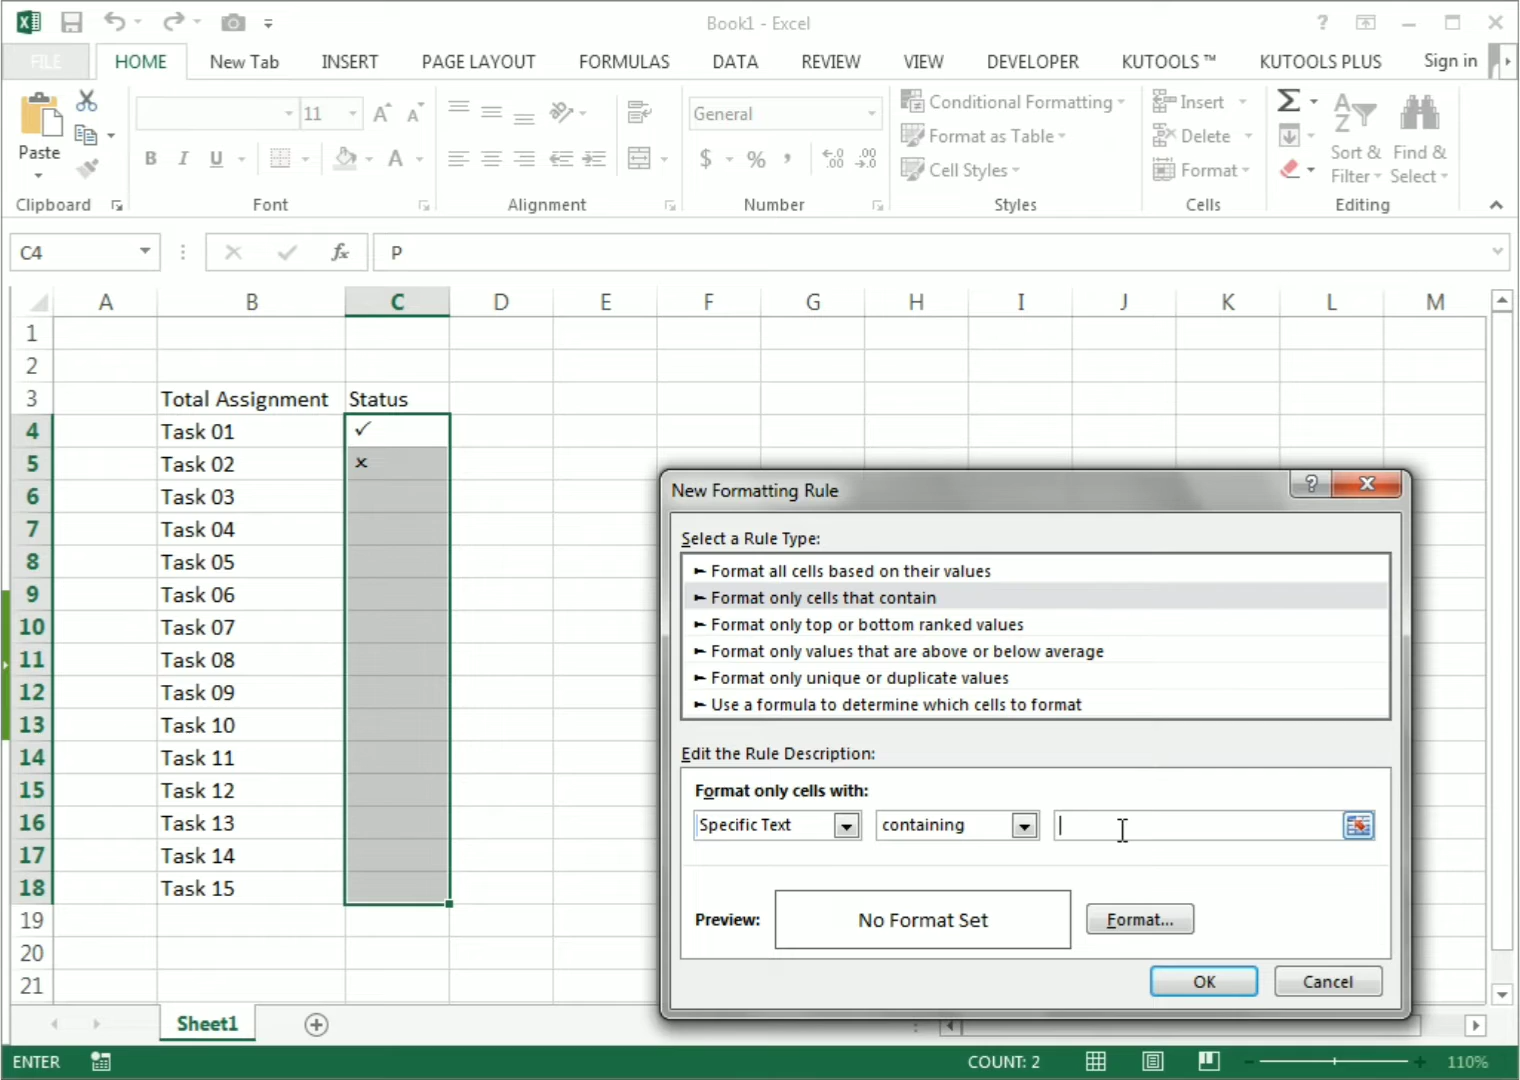 Book1 - Excel
?
FILE HOME New Tab INSERT PAGE LAYOUT FORMULAS DATA REVIEW VIEW DEVELOPER KUTOOLS ™ KUTOOLS PLUS Sign in
11 General Conditional Formatting Insert
Paste B I U A $ % , Format as Table Delete Sort & Filter Find & Select
Cell Styles Format
Clipboard Font Alignment Number Styles Cells Editing
C4 fx P
A B C D E F G H I J K L M
1
2
3 Total Assignment Status
4 Task 01 ✓
5 Task 02 ×
6 Task 03
7 Task 04
8 Task 05
9 Task 06
10 Task 07
11 Task 08
12 Task 09
13 Task 10
14 Task 11
15 Task 12
16 Task 13
17 Task 14
18 Task 15
19
20
21
New Formatting Rule
Select a Rule Type:
► Format all cells based on their values
► Format only cells that contain
► Format only top or bottom ranked values
► Format only values that are above or below average
► Format only unique or duplicate values
► Use a formula to determine which cells to format
Edit the Rule Description:
Format only cells with:
Specific Text containing
Preview: No Format Set Format...
OK Cancel
Sheet1
ENTER COUNT: 2 110%